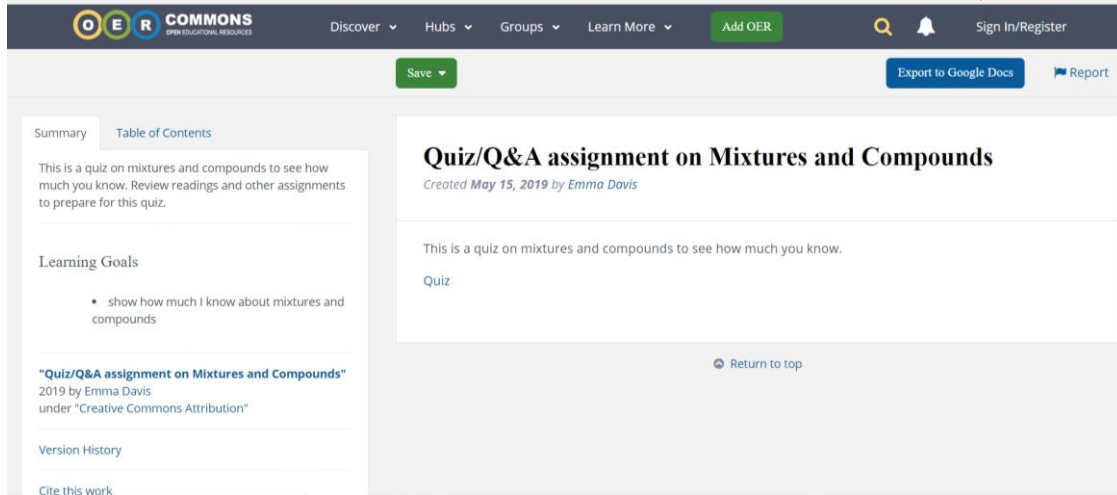 OER COMMONS
OPEN EDUCATIONAL RESOURCES
Discover Hubs Groups Learn More Add OER Sign In/Register
Save Export to Google Docs Report
Summary Table of Contents
This is a quiz on mixtures and compounds to see how
much you know. Review readings and other assignments
to prepare for this quiz.
Learning Goals
• show how much I know about mixtures and
compounds
"Quiz/Q&A assignment on Mixtures and Compounds"
2019 by Emma Davis
under "Creative Commons Attribution"
Version History
Cite this work
Quiz/Q&A assignment on Mixtures and Compounds
Created May 15, 2019 by Emma Davis
This is a quiz on mixtures and compounds to see how much you know.
Quiz
Return to top